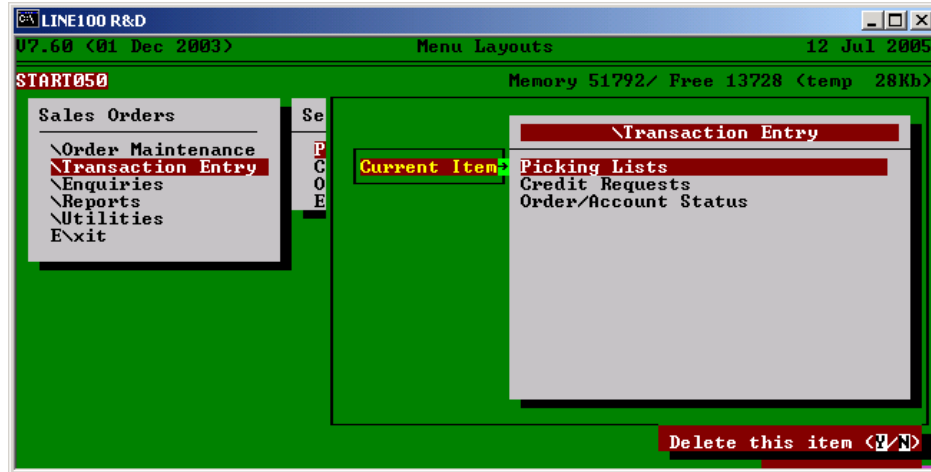 LINE100 R&D
V7.60 (01 Dec 2003) Menu Layouts 12 Jul 2005
START050 Memory 51792/ Free 13728 (temp 28Kb)
Sales Orders
\Order Maintenance
\Transaction Entry
\Enquiries
\Reports
\Utilities
E\xit
Se
P
C
O
E
Current Item
\Transaction Entry
Picking Lists
Credit Requests
Order/Account Status
Delete this item (Y/N)